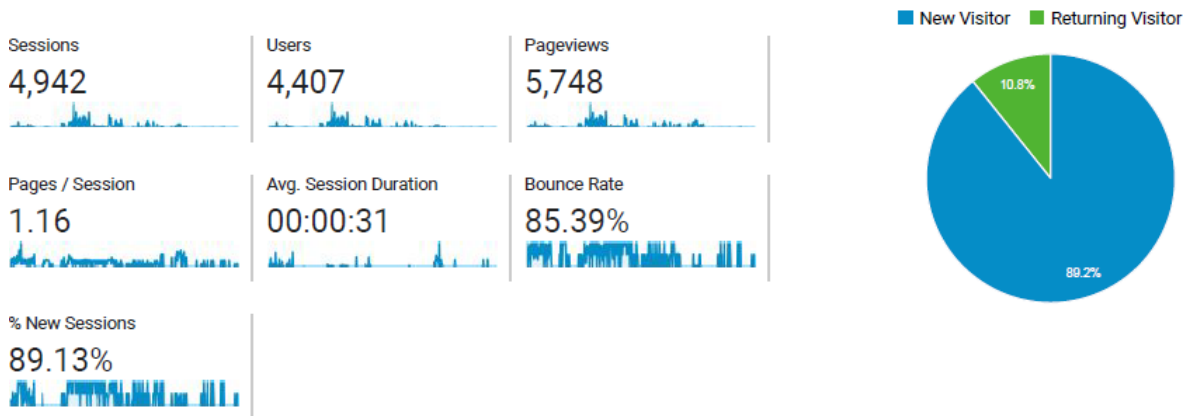 New Visitor Returning Visitor
Sessions
4,942
Users
4,407
Pageviews
5,748
Pages / Session
1.16
Avg. Session Duration
00:00:31
Bounce Rate
85.39%
% New Sessions
89.13%
10.8%
89.2%